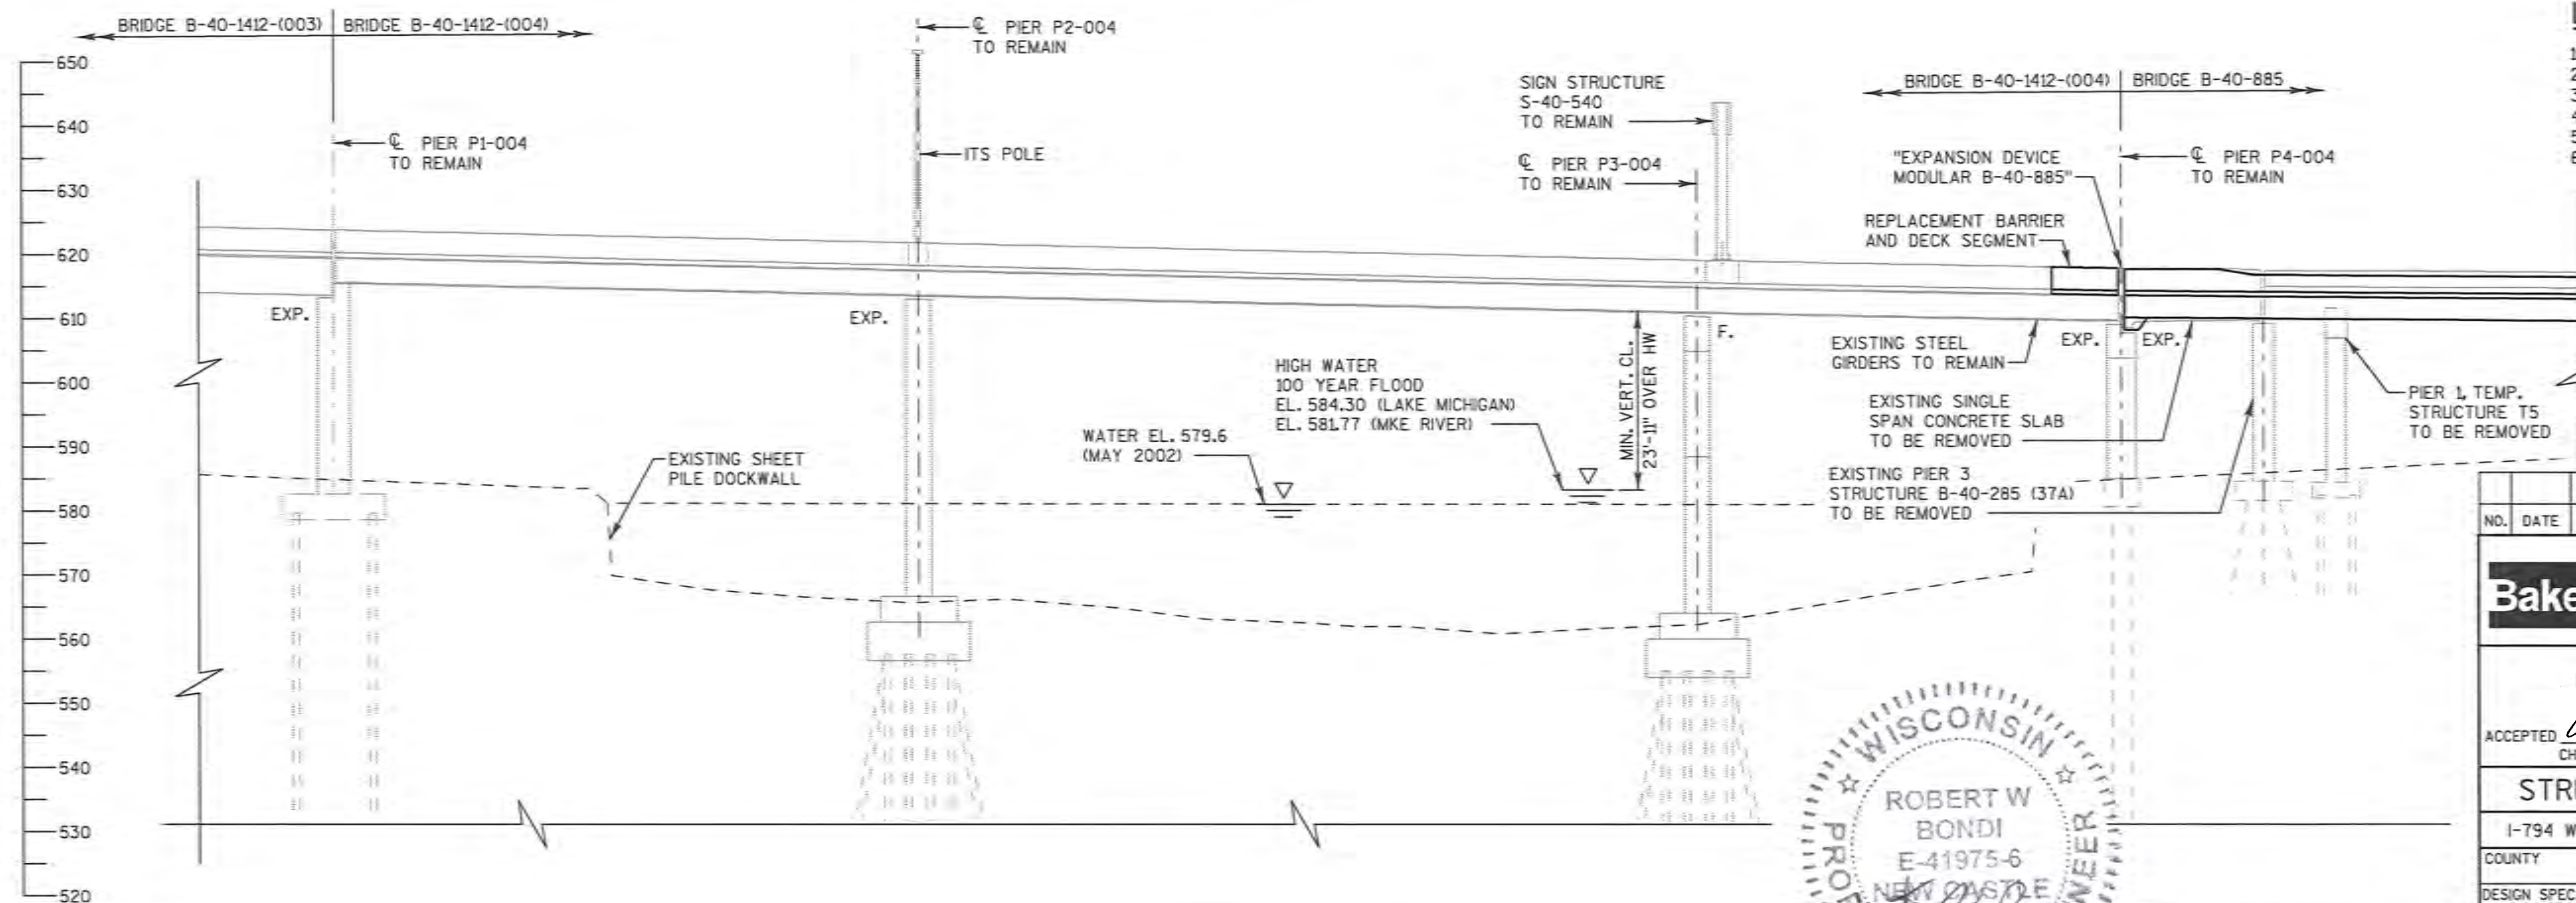 BRIDGE B-40-1412-(003)
BRIDGE B-40-1412-(004)
℄ PIER P1-004
TO REMAIN
℄ PIER P2-004
TO REMAIN
ITS POLE
SIGN STRUCTURE
S-40-540
TO REMAIN
℄ PIER P3-004
TO REMAIN
BRIDGE B-40-1412-(004)
BRIDGE B-40-885
"EXPANSION DEVICE
MODULAR B-40-885"
℄ PIER P4-004
TO REMAIN
REPLACEMENT BARRIER
AND DECK SEGMENT
650
640
630
620
610
600
590
580
570
560
550
540
530
520
EXP.
EXP.
F.
EXP.
EXP.
MIN. VERT. CL.
23'-11" OVER HW
EXISTING STEEL
GIRDERS TO REMAIN
EXISTING SINGLE
SPAN CONCRETE SLAB
TO BE REMOVED
EXISTING PIER 3
STRUCTURE B-40-285 (37A)
TO BE REMOVED
PIER 1, TEMP.
STRUCTURE T5
TO BE REMOVED
HIGH WATER
100 YEAR FLOOD
EL. 584.30 (LAKE MICHIGAN)
EL. 581.77 (MKE RIVER)
WATER EL. 579.6
(MAY 2002)
EXISTING SHEET
PILE DOCKWALL
WISCONSIN
ROBERT W
BONDI
E-41975-6
NEW CASTLE
NO. DATE
Bake
ACCEPTED
STR
I-794 W
COUNTY
DESIGN SPEC